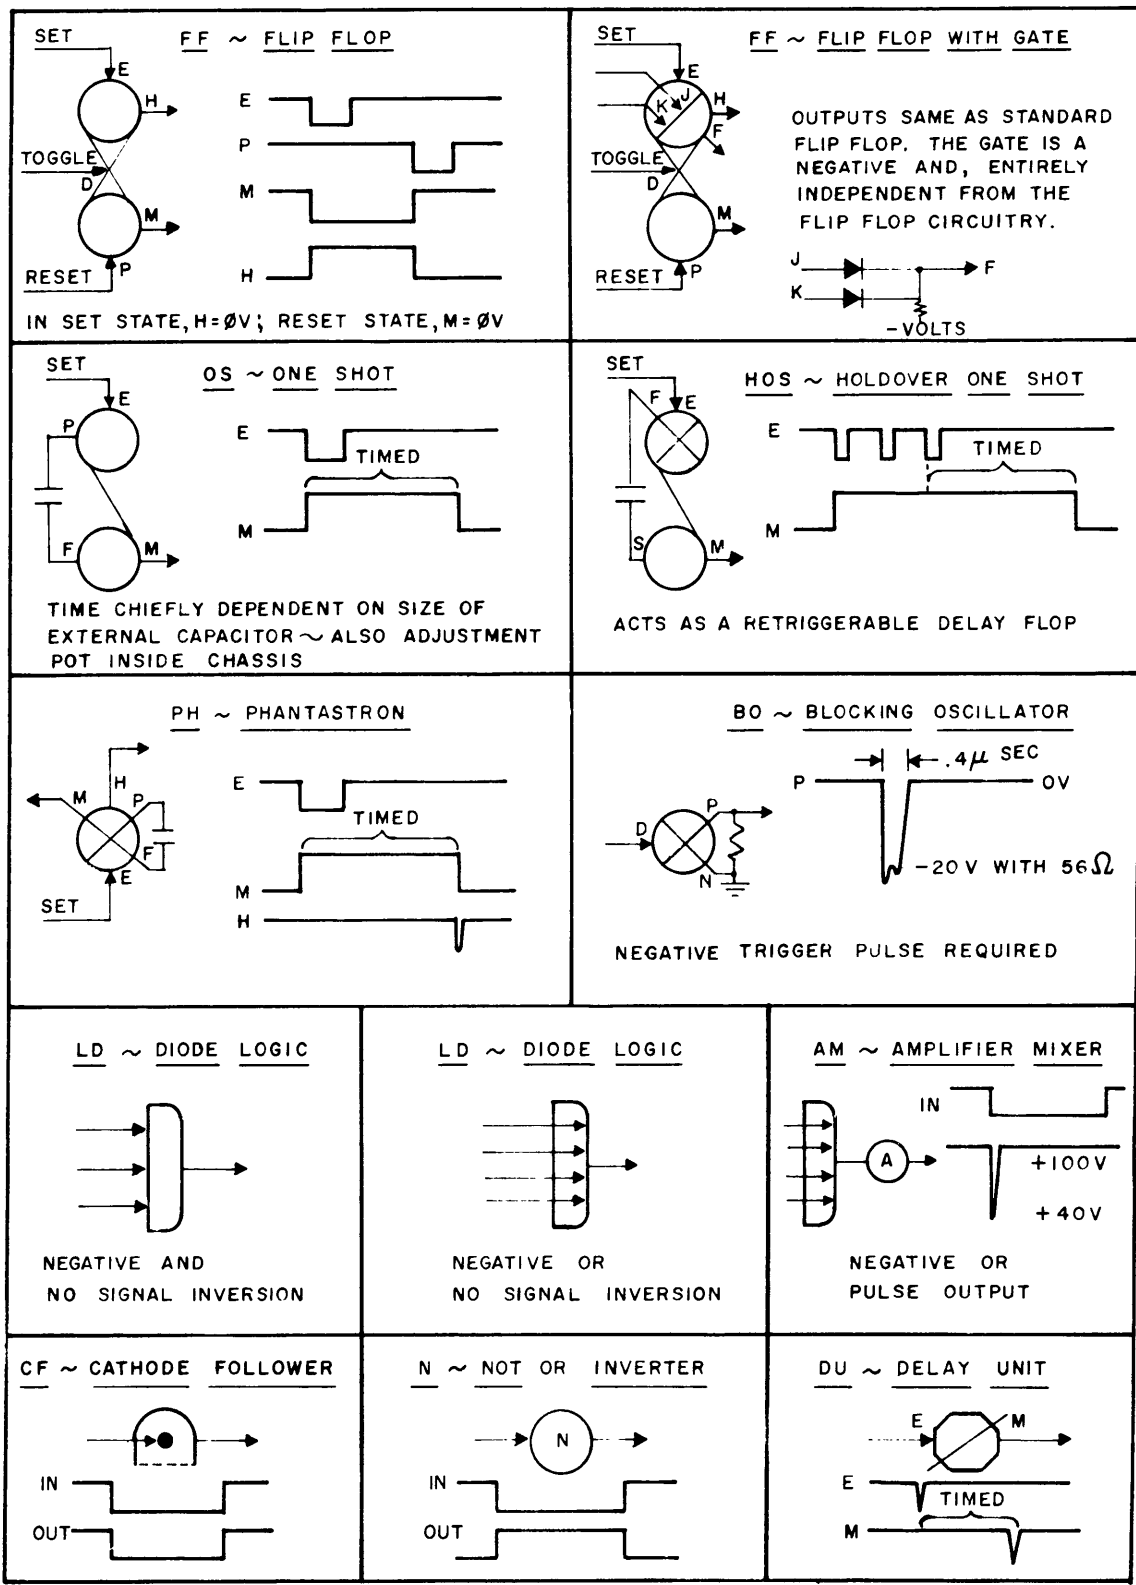 FF ~ FLIP FLOP
SET
E
H
TOGGLE
D
M
P
RESET
E
P
M
H
IN SET STATE, H=ØV; RESET STATE, M=ØV
FF ~ FLIP FLOP WITH GATE
SET
E
J
K
H
F
TOGGLE
D
M
RESET
P
OUTPUTS SAME AS STANDARD
FLIP FLOP. THE GATE IS A
NEGATIVE AND, ENTIRELY
INDEPENDENT FROM THE
FLIP FLOP CIRCUITRY.
J
F
K
-VOLTS
OS ~ ONE SHOT
SET
E
P
F
M
E
TIMED
M
TIME CHIEFLY DEPENDENT ON SIZE OF
EXTERNAL CAPACITOR ~ ALSO ADJUSTMENT
POT INSIDE CHASSIS
HOS ~ HOLDOVER ONE SHOT
SET
F
E
S
M
E
TIMED
M
ACTS AS A RETRIGGERABLE DELAY FLOP
PH ~ PHANTASTRON
H
M
P
F
E
SET
E
TIMED
M
H
BO ~ BLOCKING OSCILLATOR
.4μ SEC
P
0V
D
P
N
-20V WITH 56Ω
NEGATIVE TRIGGER PULSE REQUIRED
LD ~ DIODE LOGIC
NEGATIVE AND
NO SIGNAL INVERSION
LD ~ DIODE LOGIC
NEGATIVE OR
NO SIGNAL INVERSION
AM ~ AMPLIFIER MIXER
IN
A
+100V
+40V
NEGATIVE OR
PULSE OUTPUT
CF ~ CATHODE FOLLOWER
IN
OUT
N ~ NOT OR INVERTER
N
IN
OUT
DU ~ DELAY UNIT
E
M
E
TIMED
M